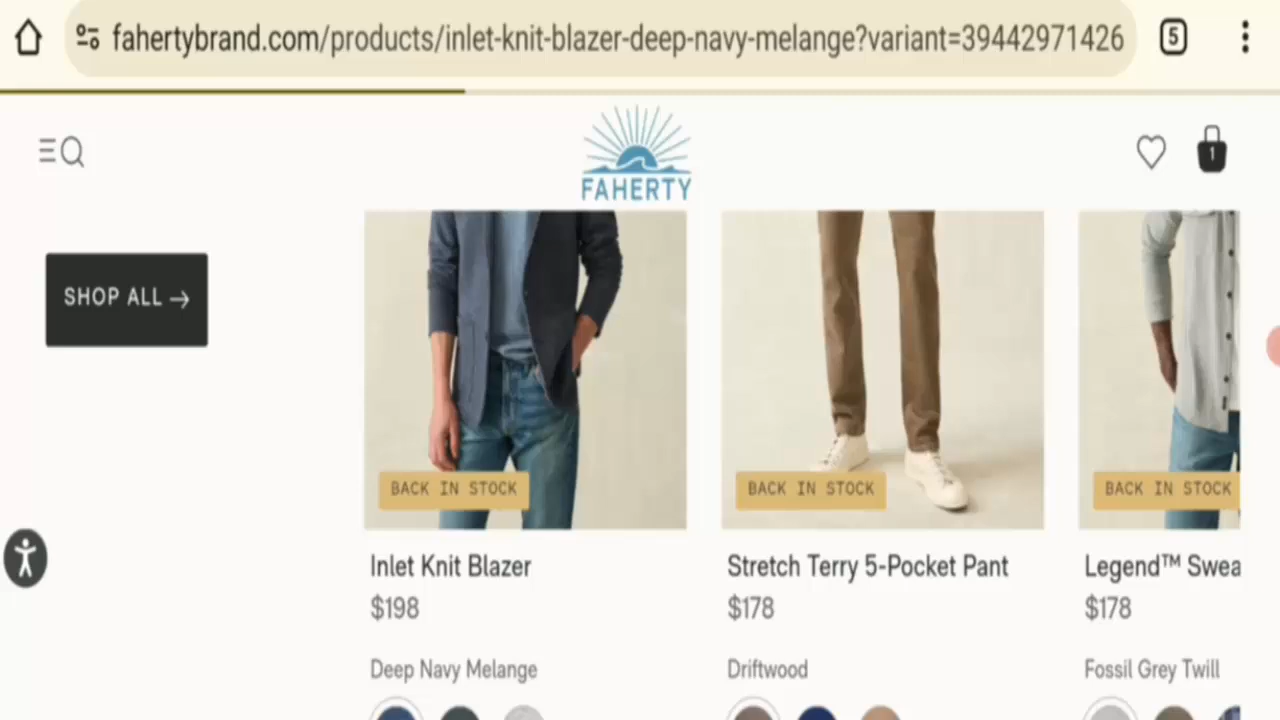 fahertybrand.com/products/inlet-knit-blazer-deep-navy-melange?variant=39442971426
5
FAHERTY
1
SHOP ALL →
BACK IN STOCK
BACK IN STOCK
BACK IN STOCK
Inlet Knit Blazer
Stretch Terry 5-Pocket Pant
Legend™ Swea
$198
$178
$178
Deep Navy Melange
Driftwood
Fossil Grey Twill